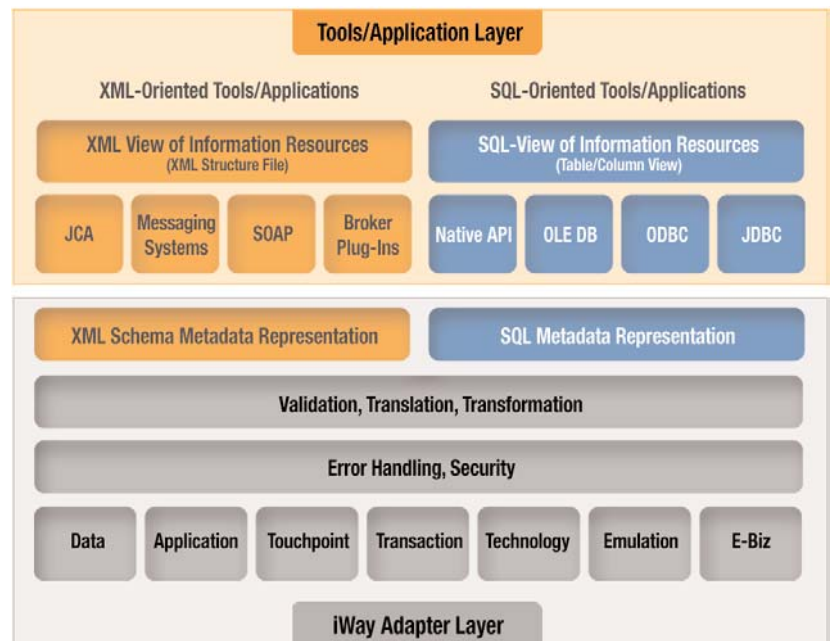 Tools/Application Layer
XML-Oriented Tools/Applications
SQL-Oriented Tools/Applications
XML View of Information Resources
(XML Structure File)
SQL-View of Information Resources
(Table/Column View)
JCA
Messaging
Systems
SOAP
Broker
Plug-Ins
Native API
OLE DB
ODBC
JDBC
XML Schema Metadata Representation
SQL Metadata Representation
Validation, Translation, Transformation
Error Handling, Security
Data
Application
Touchpoint
Transaction
Technology
Emulation
E-Biz
iWay Adapter Layer